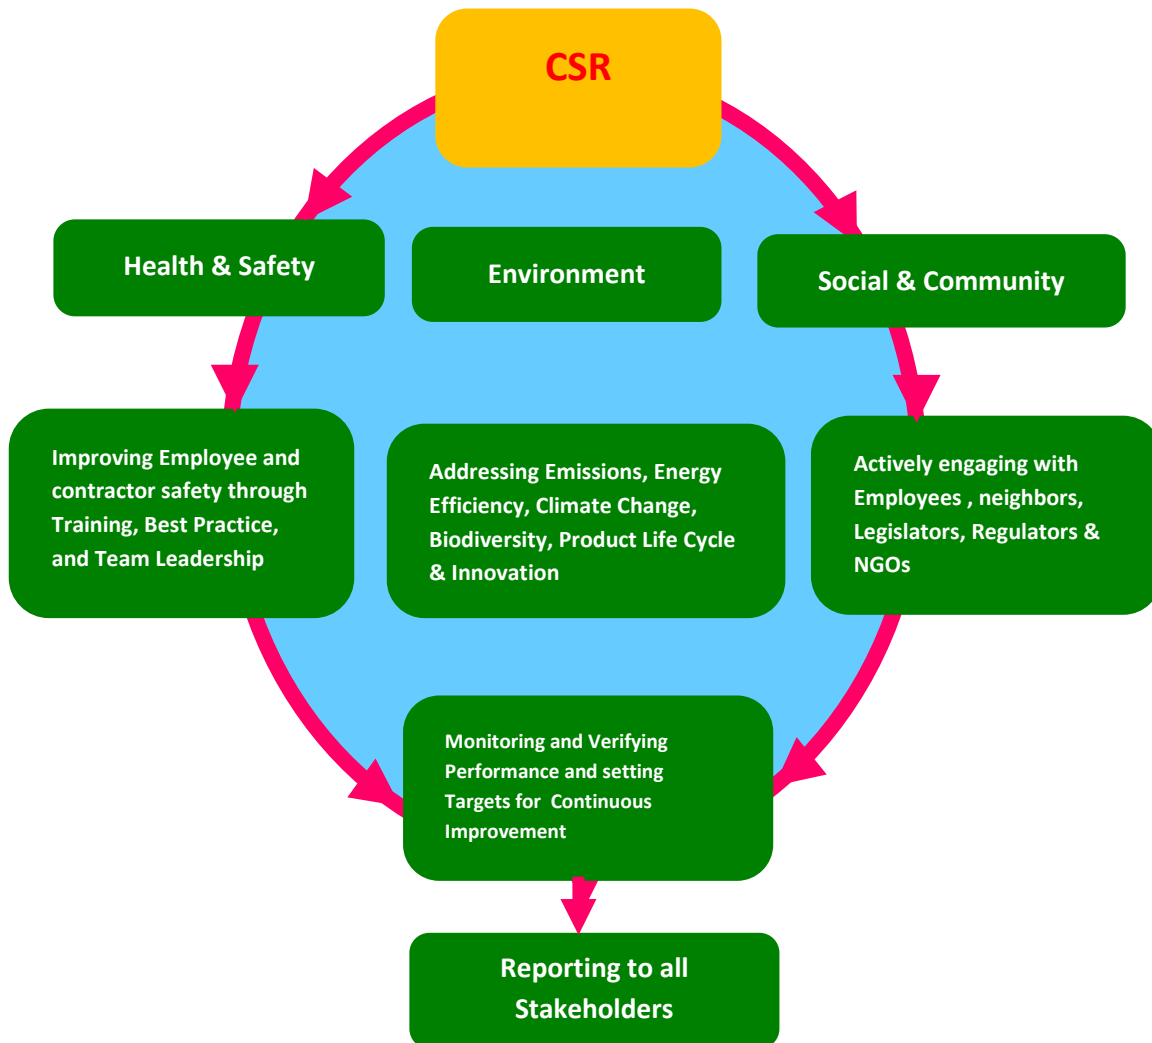 CSR
Health & Safety
Environment
Social & Community
Improving Employee and
contractor safety through
Training, Best Practice,
and Team Leadership
Addressing Emissions, Energy
Efficiency, Climate Change,
Biodiversity, Product Life Cycle
& Innovation
Actively engaging with
Employees , neighbors,
Legislators, Regulators &
NGOs
Monitoring and Verifying
Performance and setting
Targets for  Continuous
Improvement
Reporting to all
Stakeholders